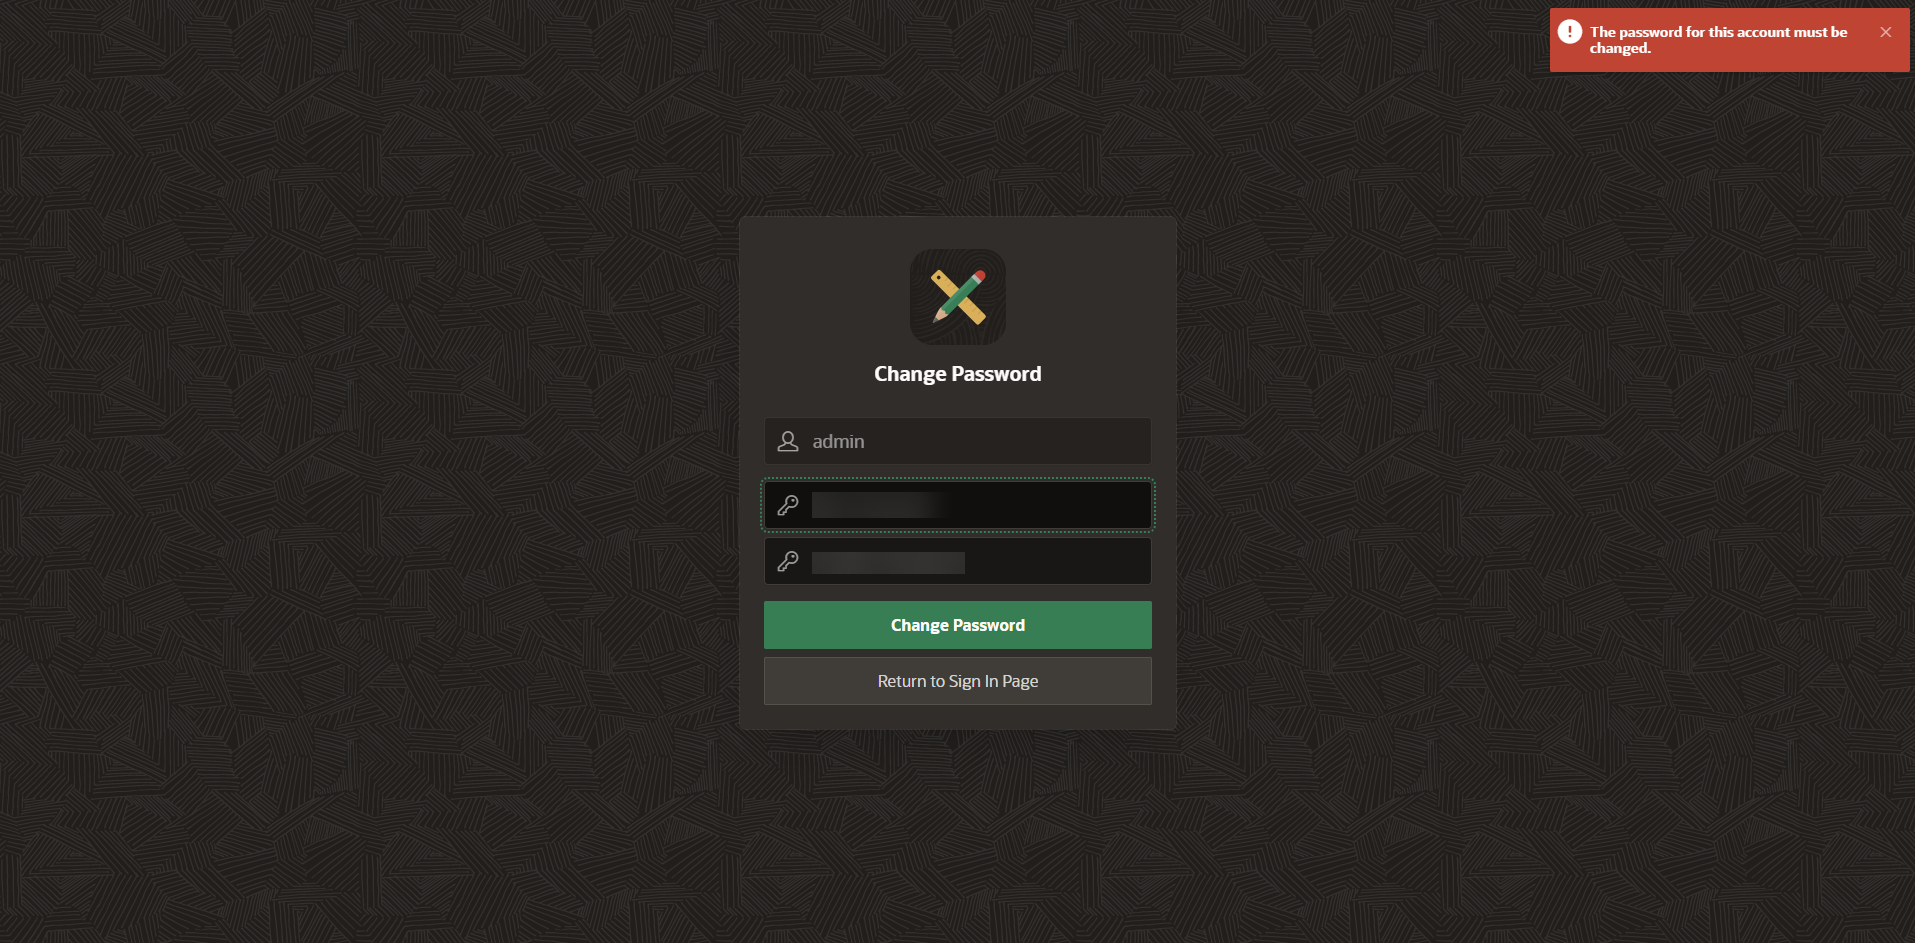 The password for this account must be
changed.
Change Password
admin
Change Password
Return to Sign In Page